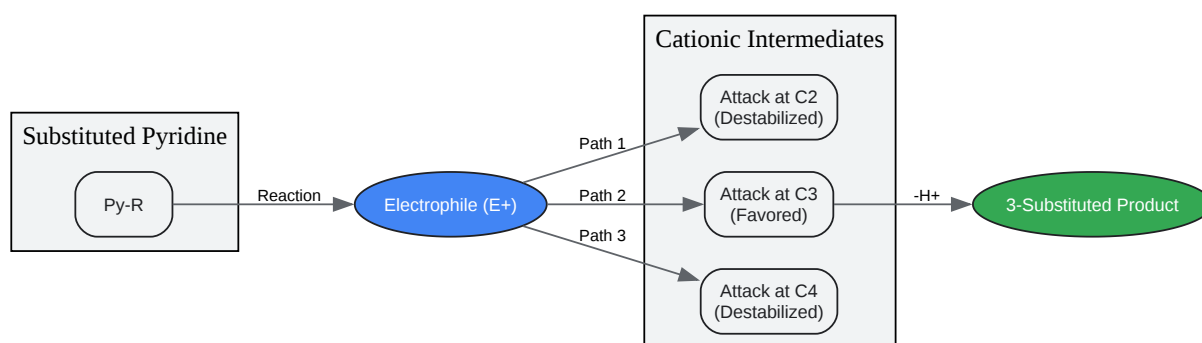 Substituted Pyridine
Py-R
Reaction
Electrophile (E+)
Path 1
Path 2
Path 3
Cationic Intermediates
Attack at C2
(Destabilized)
Attack at C3
(Favored)
Attack at C4
(Destabilized)
-H+
3-Substituted Product